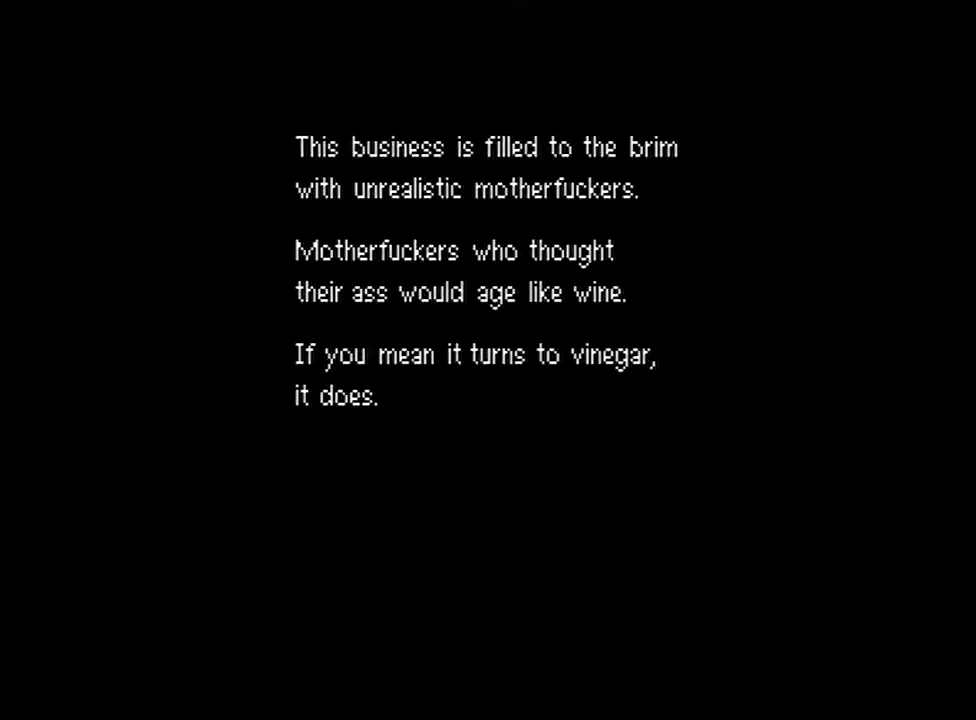 This business is filled to the brim
with unrealistic motherfuckers.
Motherfuckers who thought
their ass would age like wine.
If you mean it turns to vinegar,
it does.